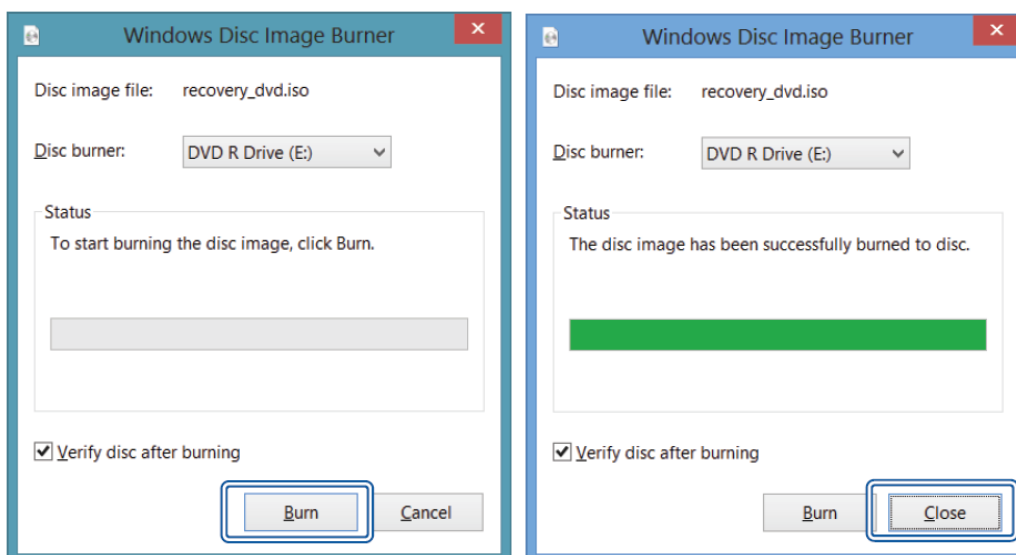 Windows Disc Image Burner
Disc image file: recovery_dvd.iso
Disc burner: DVD R Drive (E:)
Status
To start burning the disc image, click Burn.
Verify disc after burning
Burn Cancel
Windows Disc Image Burner
Disc image file: recovery_dvd.iso
Disc burner: DVD R Drive (E:)
Status
The disc image has been successfully burned to disc.
Verify disc after burning
Burn Close